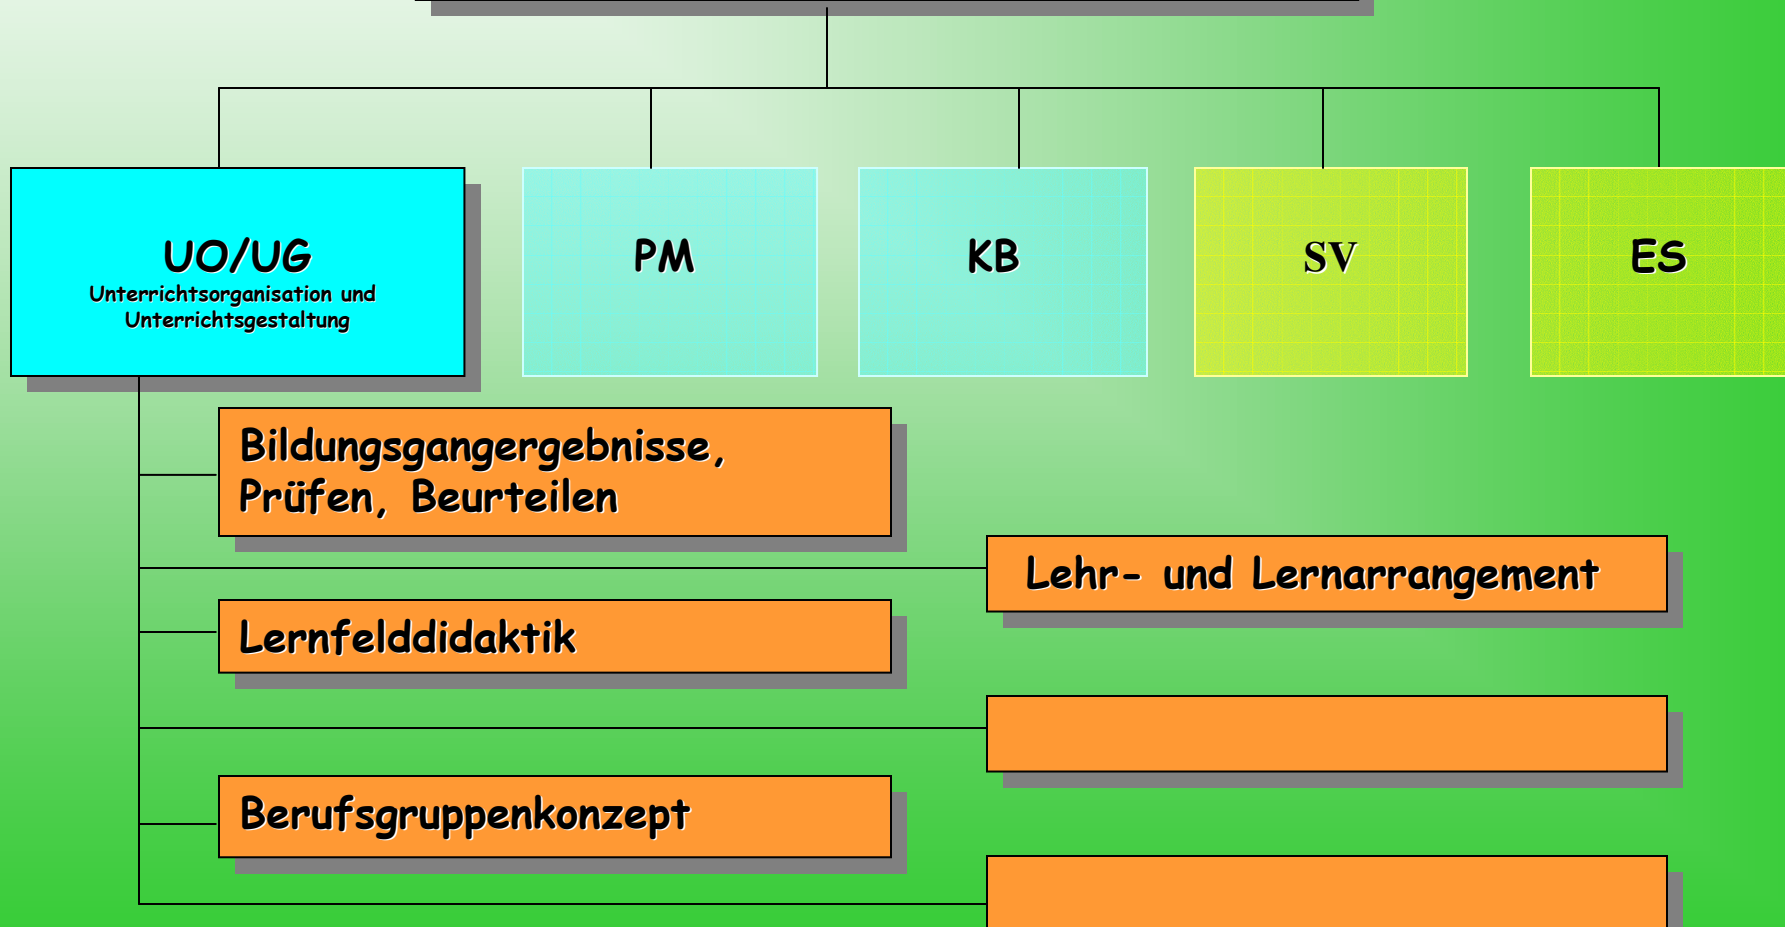 UO/UG
Unterrichtsorganisation und
Unterrichtsgestaltung
PM
KB
SV
ES
Bildungsgangergebnisse,
Prüfen, Beurteilen
Lehr- und Lernarrangement
Lernfelddidaktik
Berufsgruppenkonzept